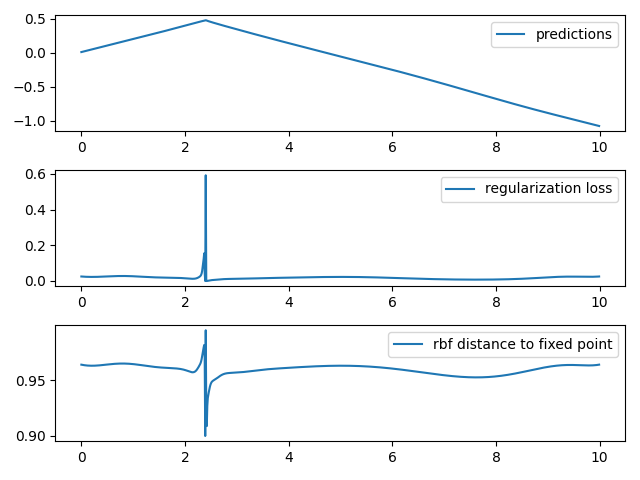 0.5
0.0
−0.5
−1.0
predictions
0 2 4 6 8 10
0.6
0.4
0.2
0.0
regularization loss
0 2 4 6 8 10
0.95
0.90
rbf distance to fixed point
0 2 4 6 8 10